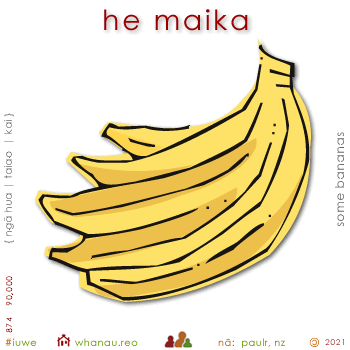 he maika
{ ngā hua | taiao | kai }
some bananas
874 90,000
#iuwe
whanau.reo
nā: paulr, nz
© 2021